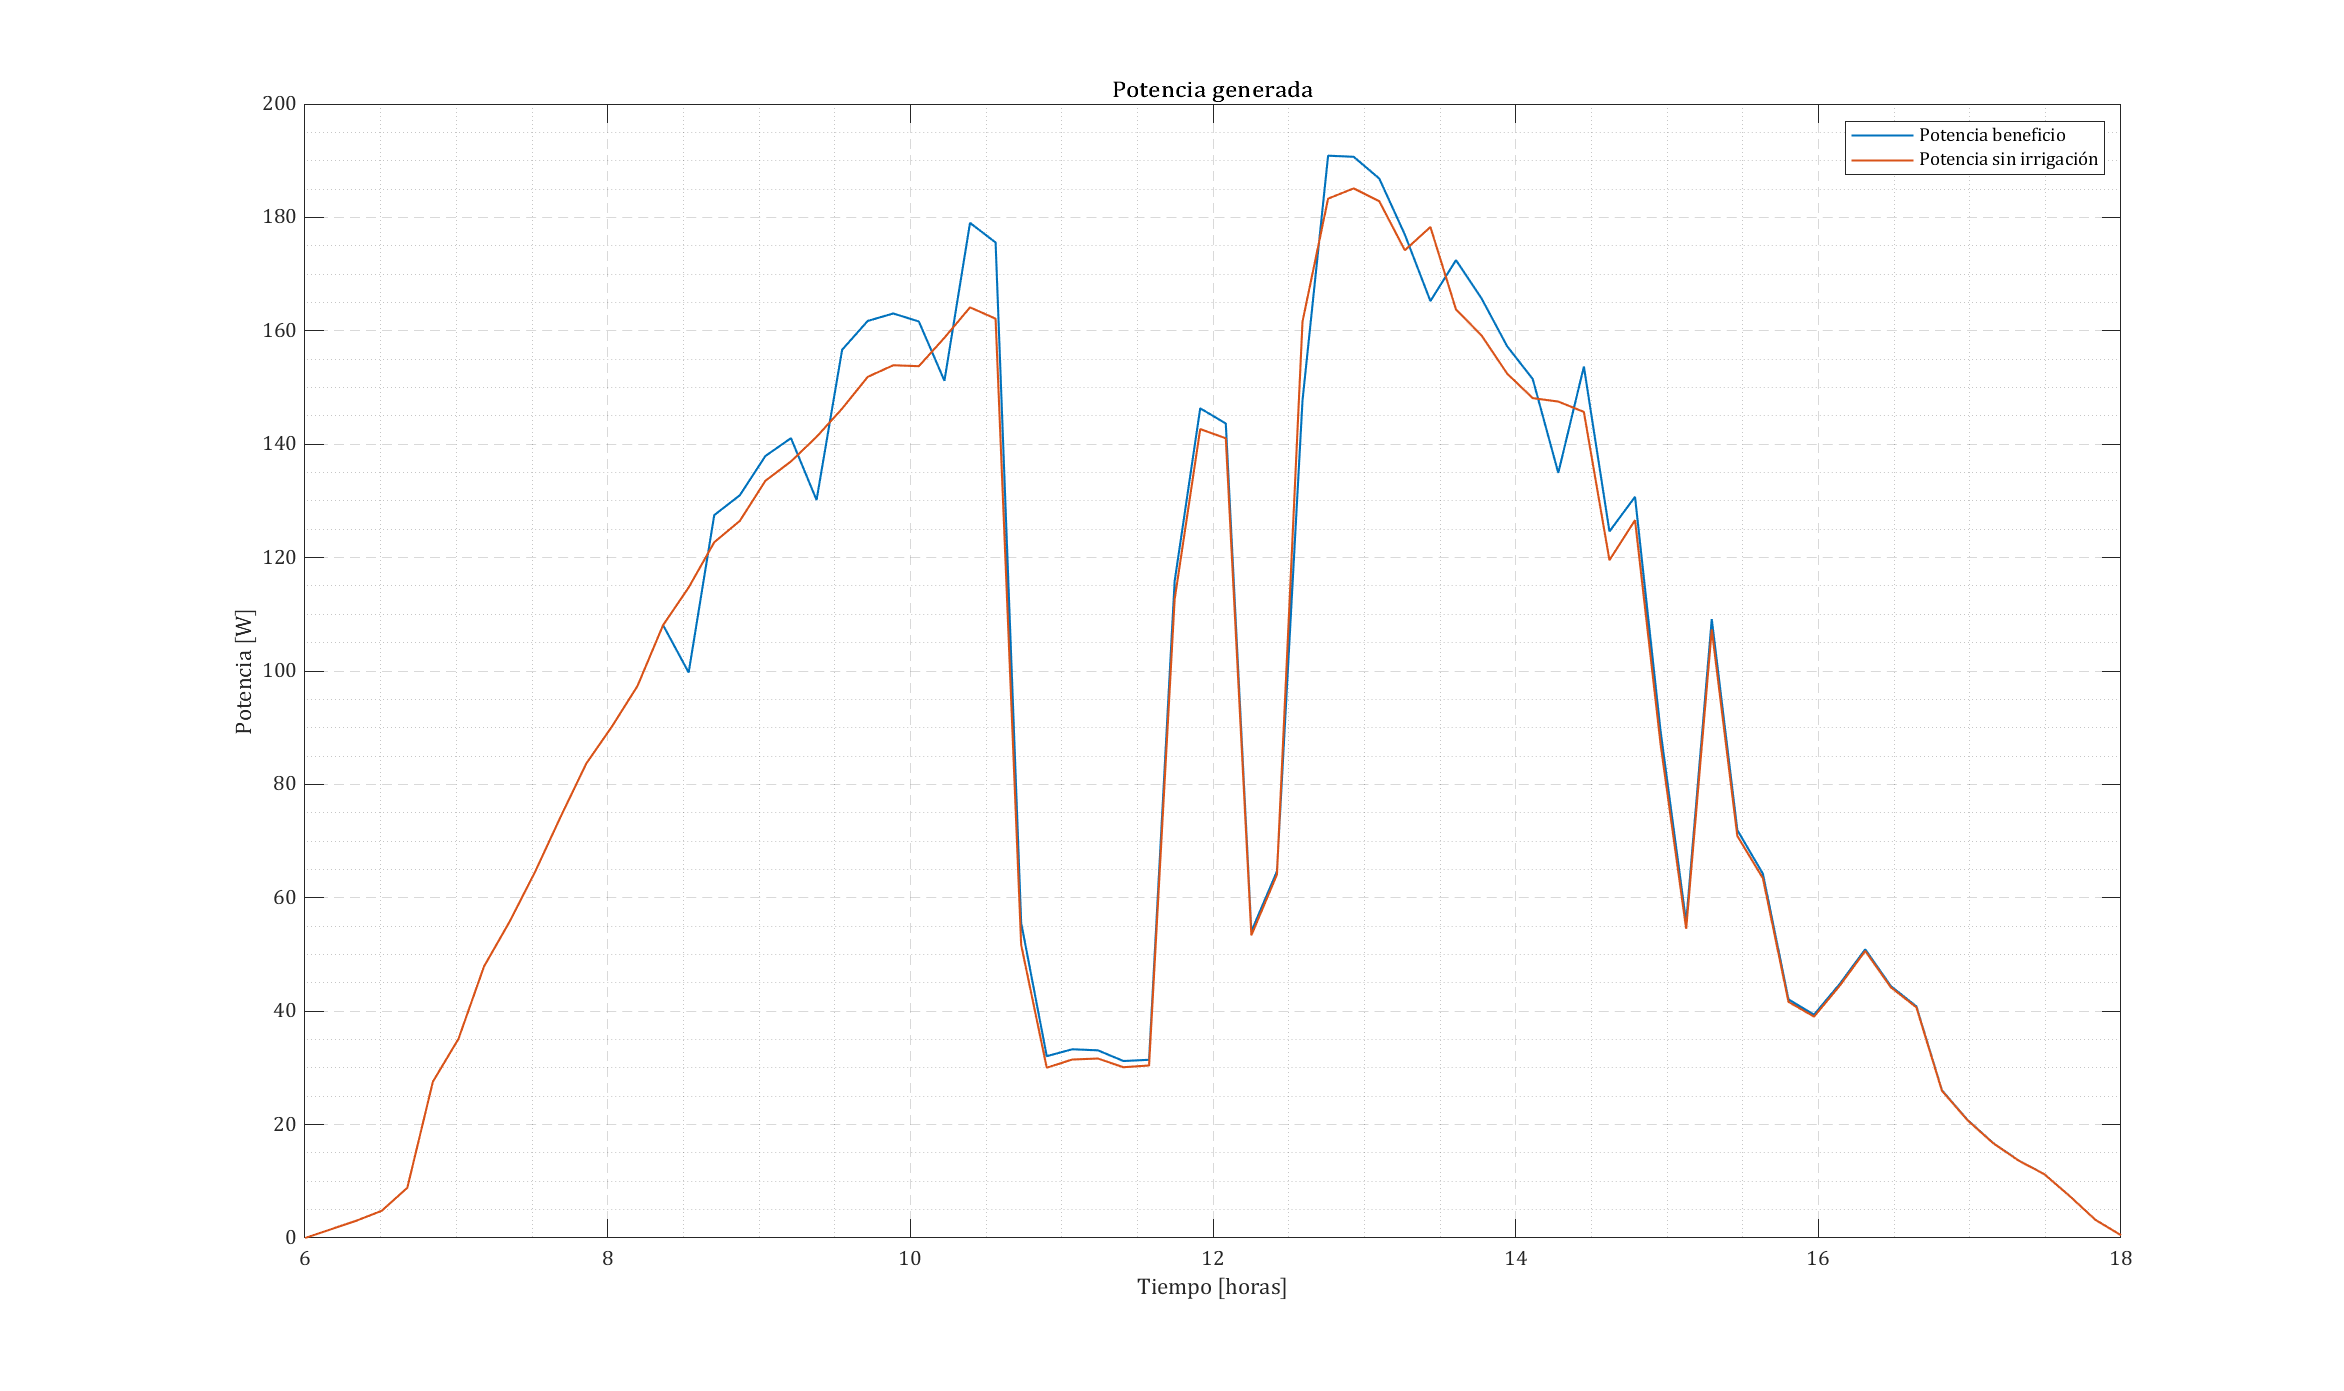 Potencia generada
Potencia beneficio
Potencia sin irrigación
200
180
160
140
120
100
80
60
40
20
0
Potencia [W]
6 8 10 12 14 16 18
Tiempo [horas]